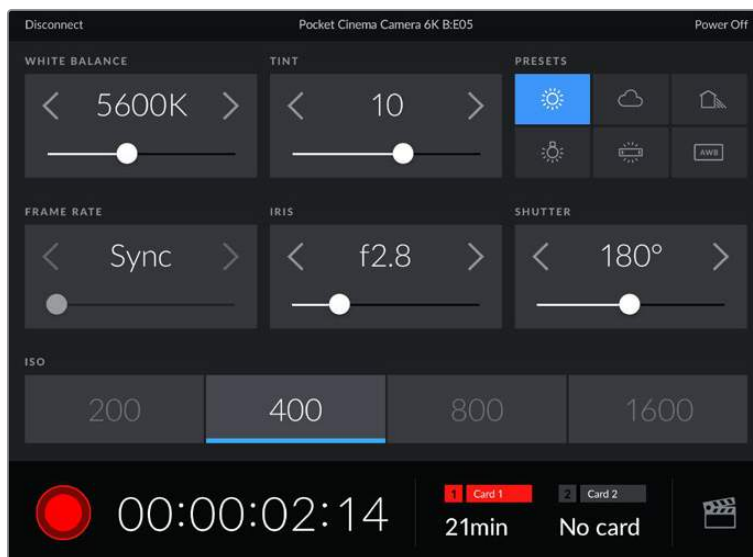 Disconnect Pocket Cinema Camera 6K B:E05 Power Off
WHITE BALANCE TINT PRESETS
5600K 10
AWB
FRAME RATE IRIS SHUTTER
Sync f2.8 180°
ISO
200 400 800 1600
00:00:02:14
1 Card 1 2 Card 2
21min No card